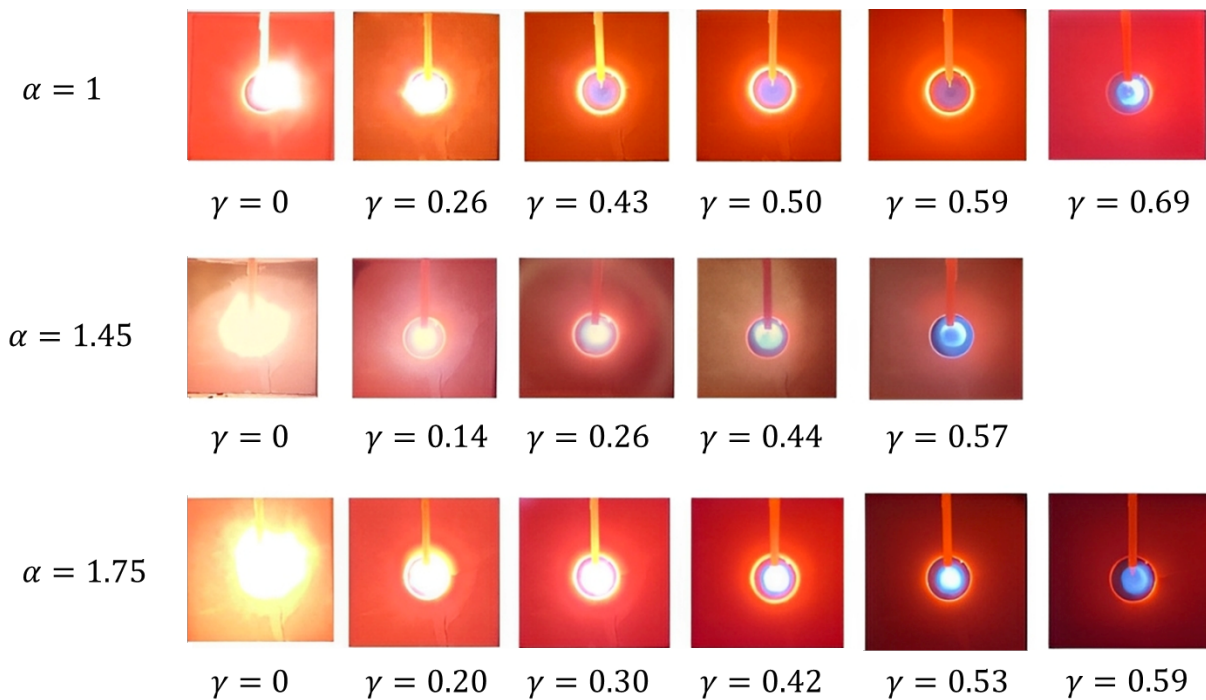 α = 1
γ = 0 γ = 0.26 γ = 0.43 γ = 0.50 γ = 0.59 γ = 0.69
α = 1.45
γ = 0 γ = 0.14 γ = 0.26 γ = 0.44 γ = 0.57
α = 1.75
γ = 0 γ = 0.20 γ = 0.30 γ = 0.42 γ = 0.53 γ = 0.59